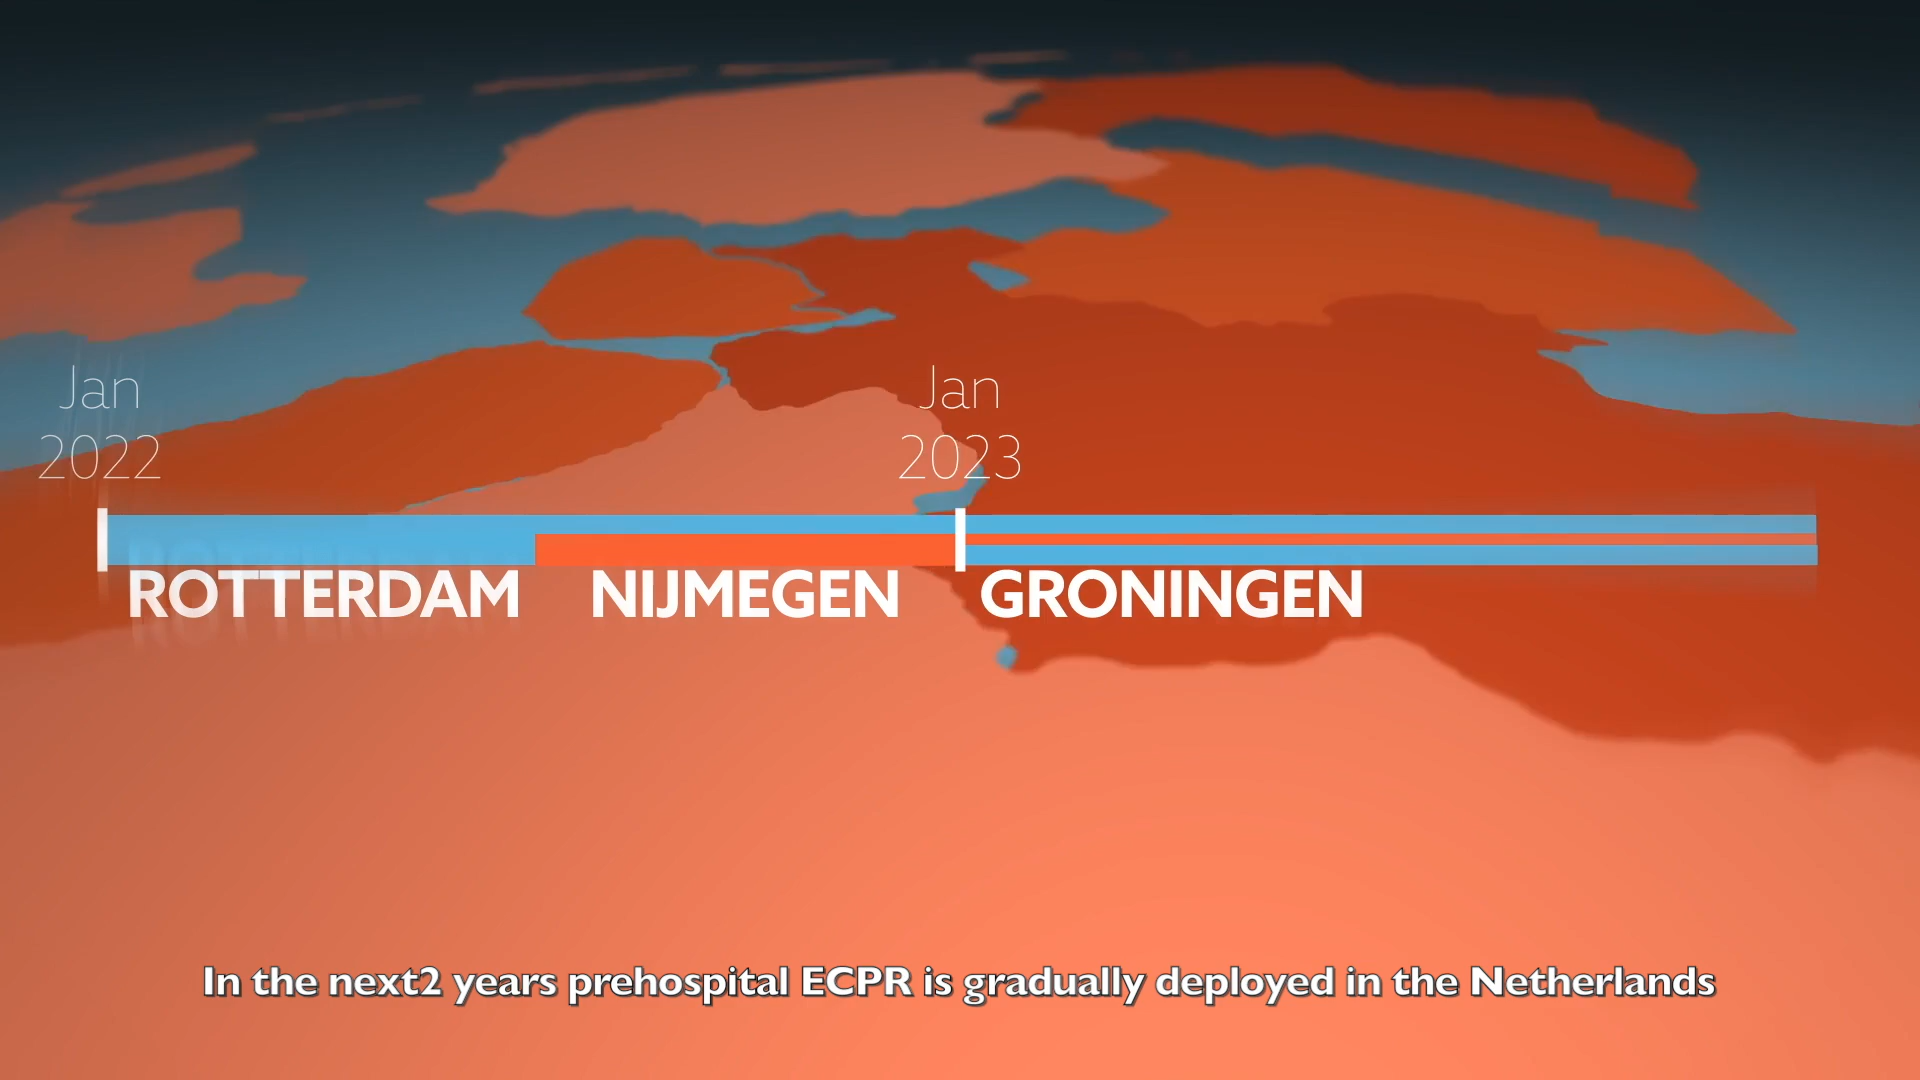 Jan
2022
Jan
2023
ROTTERDAM
NIJMEGEN
GRONINGEN
In the next2 years prehospital ECPR is gradually deployed in the Netherlands